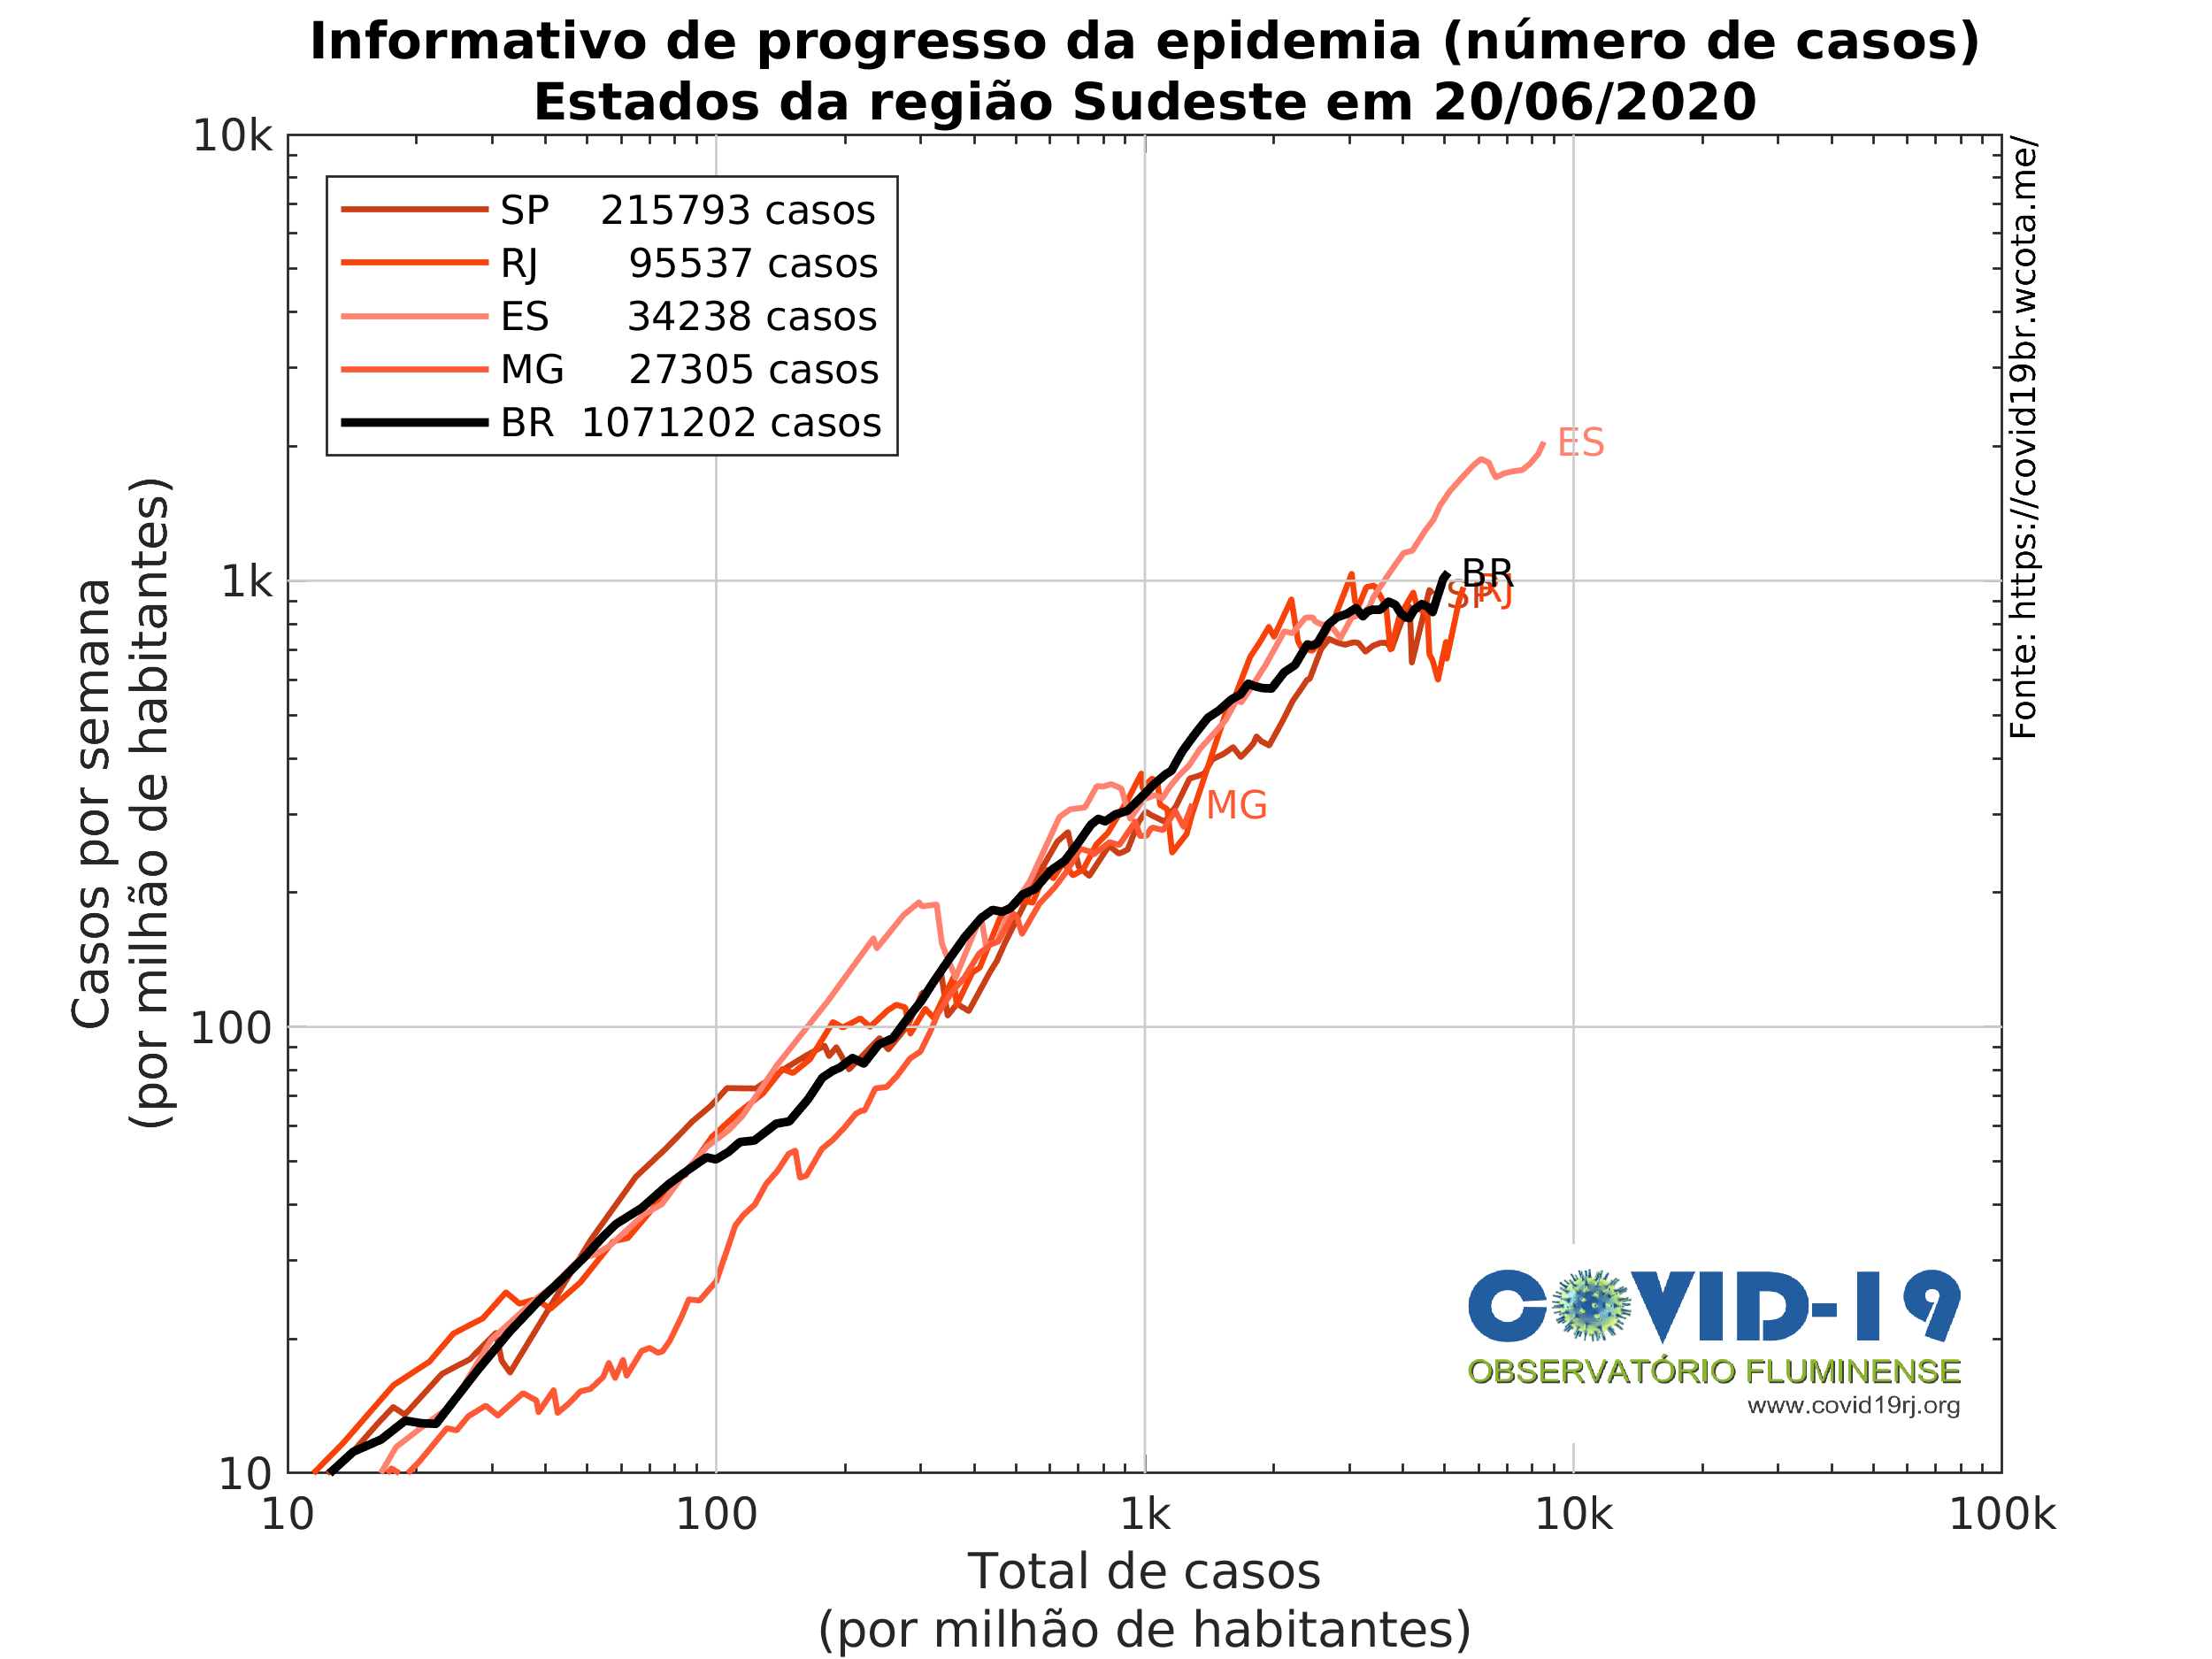 Informativo de progresso da epidemia (número de casos)
Estados da região Sudeste em 20/06/2020
10k
1k
100
10
Casos por semana
(por milhão de habitantes)
SP 215793 casos
RJ 95537 casos
ES 34238 casos
MG 27305 casos
BR 1071202 casos
ES
BR
SP
RJ
MG
Fonte: https://covid19br.wcota.me/
COVID-19
OBSERVATÓRIO FLUMINENSE
www.covid19rj.org
10
100
1k
10k
100k
Total de casos
(por milhão de habitantes)